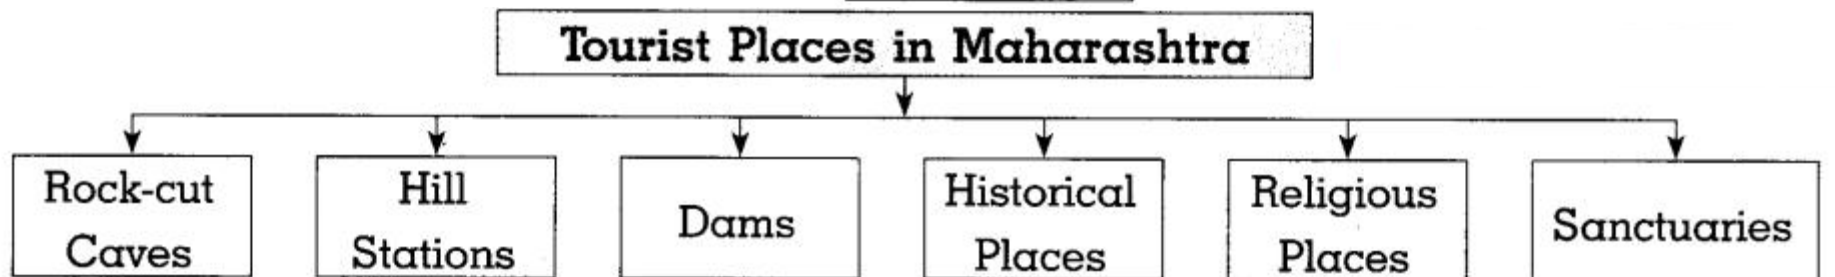 Tourist Places in Maharashtra
Rock-cut
Caves
Hill
Stations
Dams
Historical
Places
Religious
Places
Sanctuaries